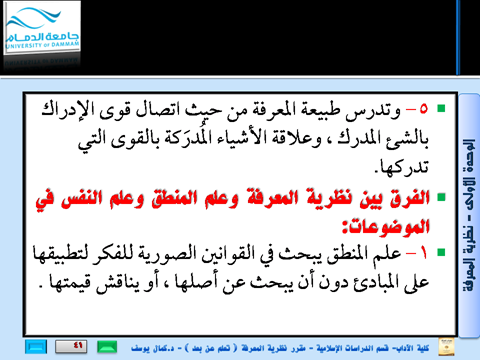 جامعة الدمام
UNIVERSITY OF DAMMAM
٥ – وتدرس طبيعة المعرفة من حيث اتصال قوى الإدراك
بالشئ المدرك ، وعلاقة الأشياء المُدرَكة بالقوى التي
تدركها.
الفرق بين نظرية المعرفة وعلم المنطق وعلم النفس في
الموضوعات:
١ – علم المنطق يبحث في القوانين الصورية للفكر لتطبيقها
على المبادئ دون أن يبحث عن أصلها ، أو يناقش قيمتها .
الوحدة الأولى – نظرية المعرفة
كلية الآداب- قسم الدراسات الإسلامية – مقرر نظرية المعرفة ( تعلم عن بعد ) – د.كمال يوسف
٤١